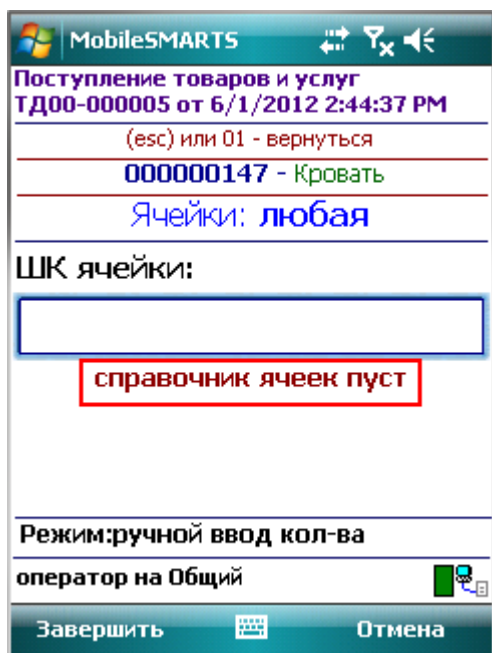 MobileSMARTS
Поступление товаров и услуг
ТД00-000005 от 6/1/2012 2:44:37 PM
(esc) или 01 - вернуться
000000147 - Кровать
Ячейки: любая
ШК ячейки:
справочник ячеек пуст
Режим:ручной ввод кол-ва
оператор на Общий
Завершить Отмена